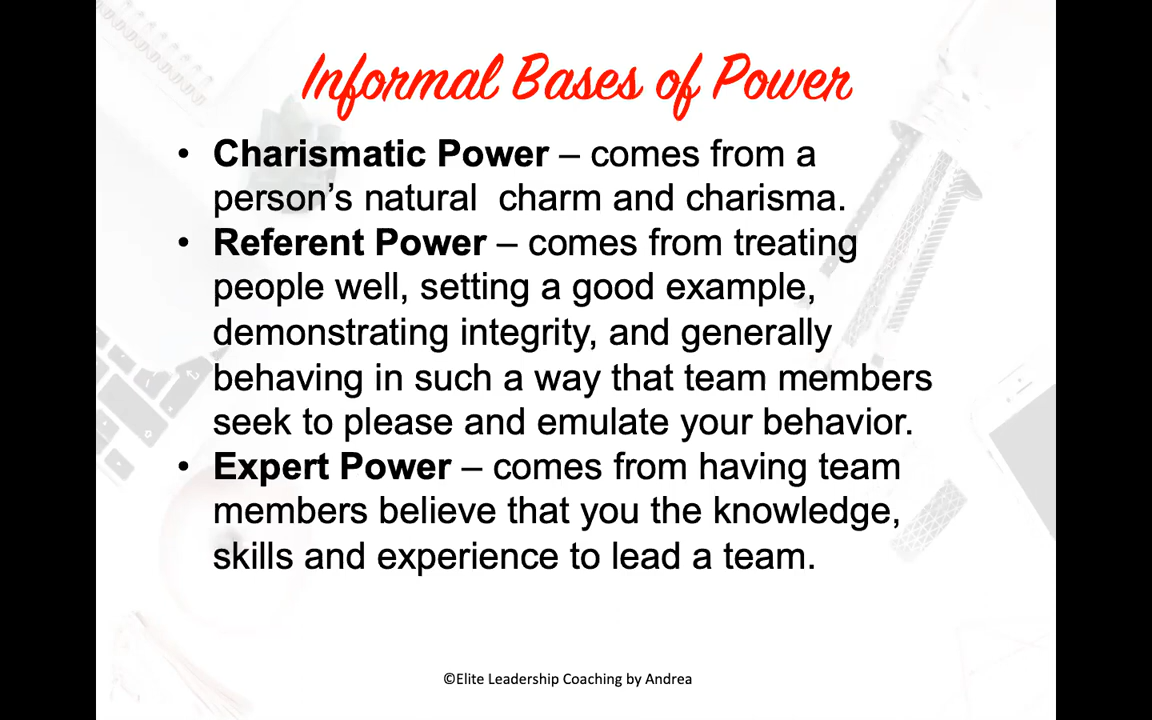 Informal Bases of Power
• Charismatic Power – comes from a
person’s natural  charm and charisma.
• Referent Power – comes from treating
people well, setting a good example,
demonstrating integrity, and generally
behaving in such a way that team members
seek to please and emulate your behavior.
• Expert Power – comes from having team
members believe that you the knowledge,
skills and experience to lead a team.
©Elite Leadership Coaching by Andrea